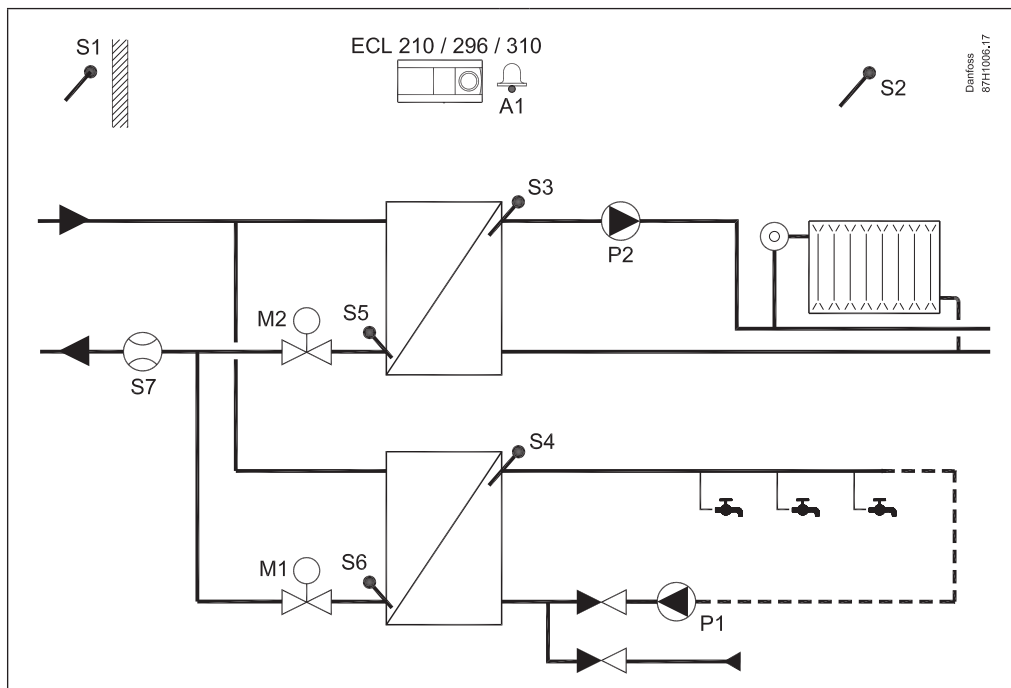 S1
ECL 210 / 296 / 310
A1
S2
Danfoss
87H1006.17
S3
P2
M2
S5
S7
S4
M1
S6
P1